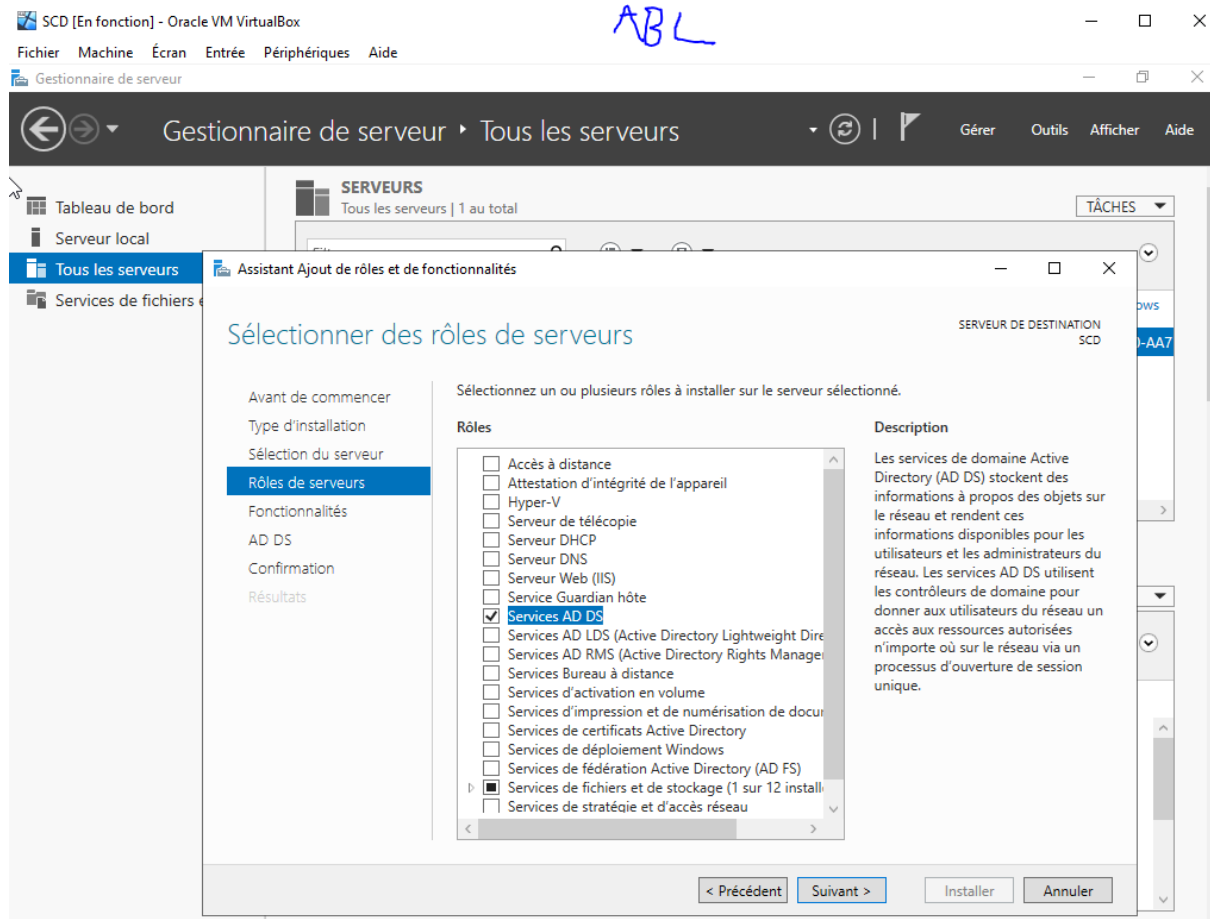 SCD [En fonction] - Oracle VM VirtualBox
ABL
Fichier Machine Écran Entrée Périphériques Aide
Gestionnaire de serveur
Gestionnaire de serveur Tous les serveurs
Gérer Outils Afficher Aide
Tableau de bord
Serveur local
Tous les serveurs
Services de fichiers e
SERVEURS
Tous les serveurs | 1 au total
TÂCHES
Assistant Ajout de rôles et de fonctionnalités
Sélectionner des rôles de serveurs
SERVEUR DE DESTINATION
SCD
Avant de commencer
Type d'installation
Sélection du serveur
Rôles de serveurs
Fonctionnalités
AD DS
Confirmation
Résultats
Sélectionnez un ou plusieurs rôles à installer sur le serveur sélectionné.
Rôles
Accès à distance
Attestation d'intégrité de l'appareil
Hyper-V
Serveur de télécopie
Serveur DHCP
Serveur DNS
Serveur Web (IIS)
Service Guardian hôte
Services AD DS
Services AD LDS (Active Directory Lightweight Dire
Services AD RMS (Active Directory Rights Manager
Services Bureau à distance
Services d'activation en volume
Services d'impression et de numérisation de docur
Services de certificats Active Directory
Services de déploiement Windows
Services de fédération Active Directory (AD FS)
Services de fichiers et de stockage (1 sur 12 install
Services de stratégie et d'accès réseau
Description
Les services de domaine Active
Directory (AD DS) stockent des
informations à propos des objets sur
le réseau et rendent ces
informations disponibles pour les
utilisateurs et les administrateurs du
réseau. Les services AD DS utilisent
les contrôleurs de domaine pour
donner aux utilisateurs du réseau un
accès aux ressources autorisées
n'importe où sur le réseau via un
processus d'ouverture de session
unique.
ows
-AA7
< Précédent Suivant > Installer Annuler